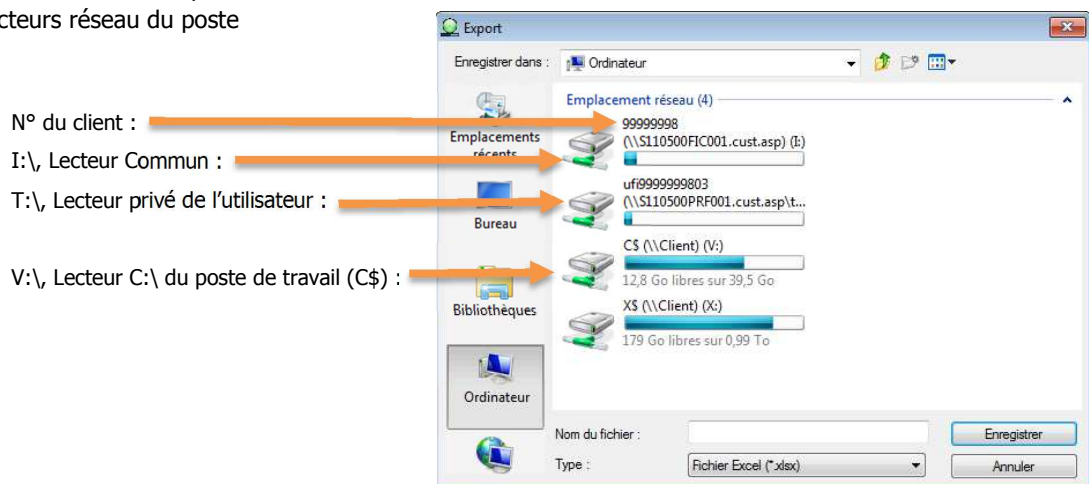 cteurs réseau du poste
N° du client :
I:\, Lecteur Commun :
T:\, Lecteur privé de l'utilisateur :
V:\, Lecteur C:\ du poste de travail (C$) :
Export
Enregistrer dans :
Ordinateur
Emplacements
récents
Bureau
Bibliothèques
Ordinateur
Emplacement réseau (4)
99999998
(\\S110500FIC001.cust.asp) (I:)
ufi9999999803
(\\S110500PRF001.cust.asp\t...
C$ (\\Client) (V:)
12,8 Go libres sur 39,5 Go
X$ (\\Client) (X:)
179 Go libres sur 0,99 To
Nom du fichier :
Enregistrer
Type :
Fichier Excel (*.xlsx)
Annuler